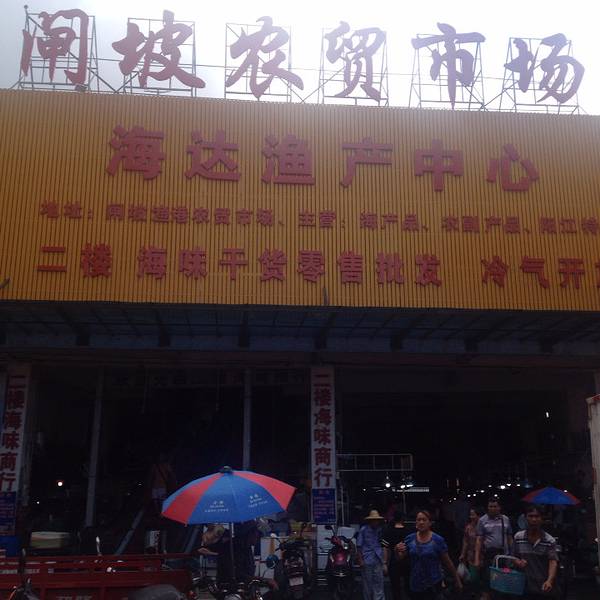 闸坡农贸市场
海达渔产中心
地址：闸坡渔港农贸市场、主营：海产品、农副产品、阳江特
二楼 海味干货零售批发 冷气开
二楼海味商行
二楼海味商行